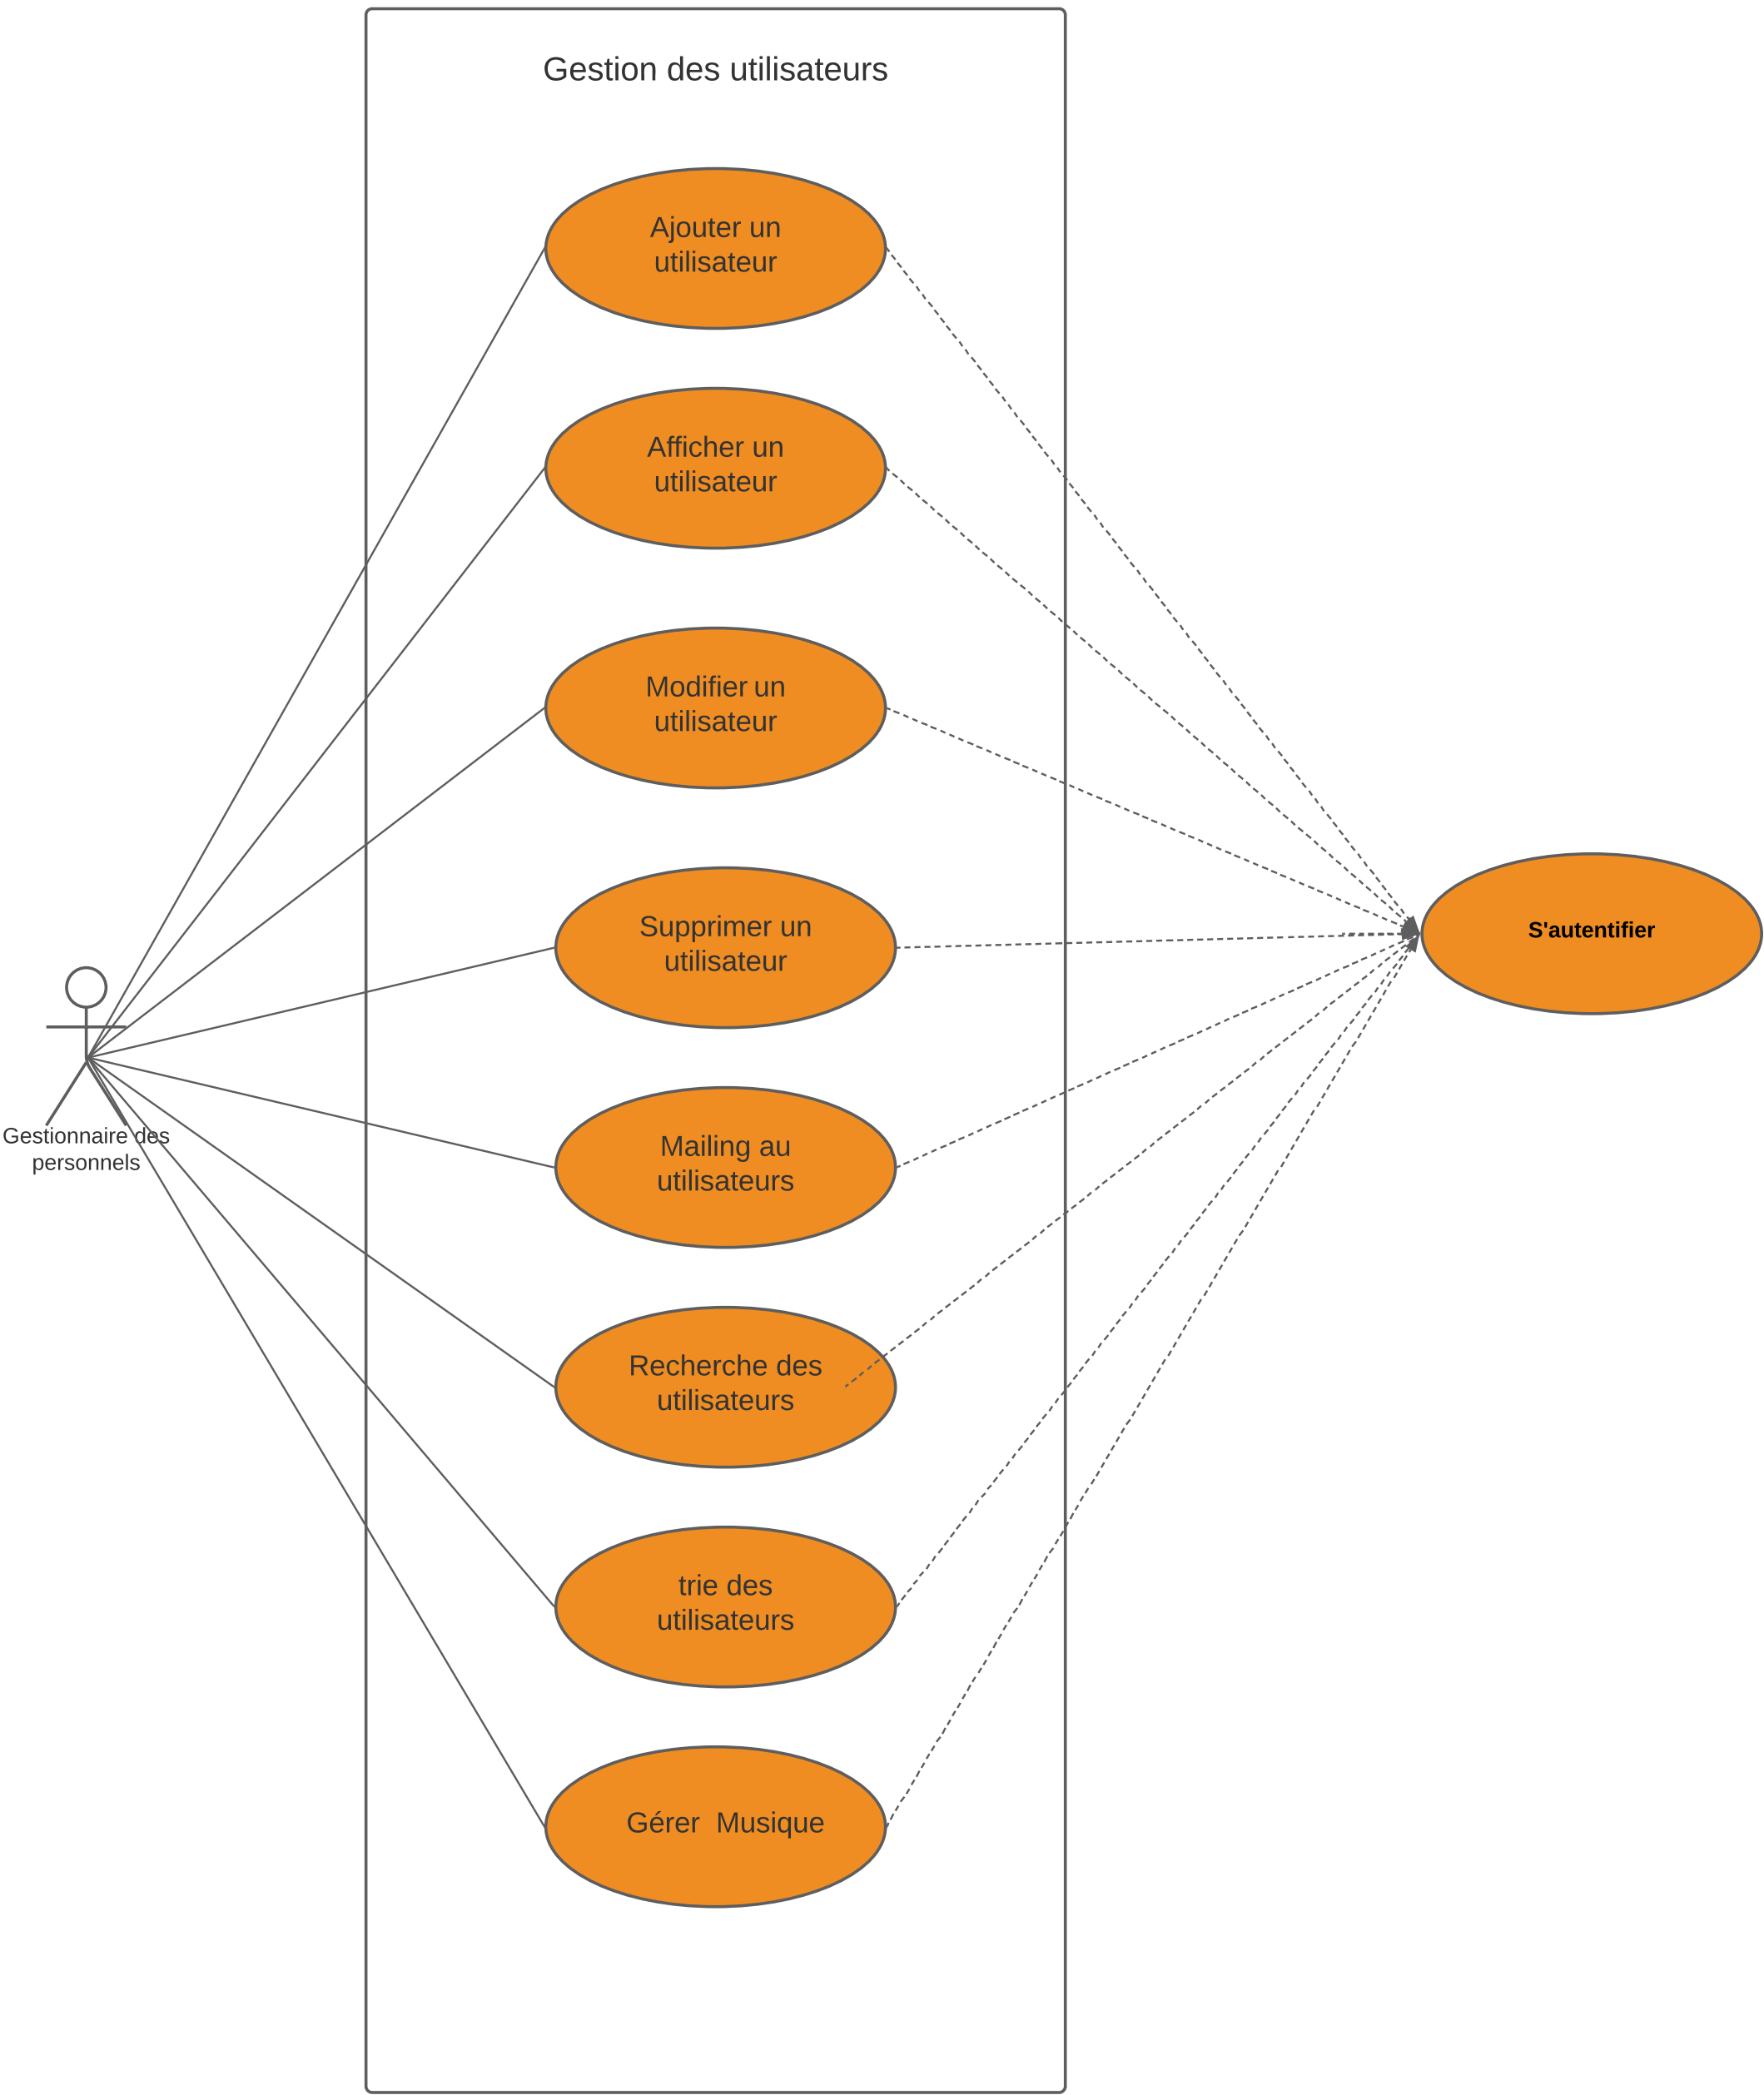 Gestion des utilisateurs
Ajouter un
utilisateur
Afficher un
utilisateur
Modifier un
utilisateur
Supprimer un
utilisateur
S'autentifier
Gestionnaire des
personnels
Mailing au
utilisateurs
Recherche des
utilisateurs
trie des
utilisateurs
Gérer  Musique